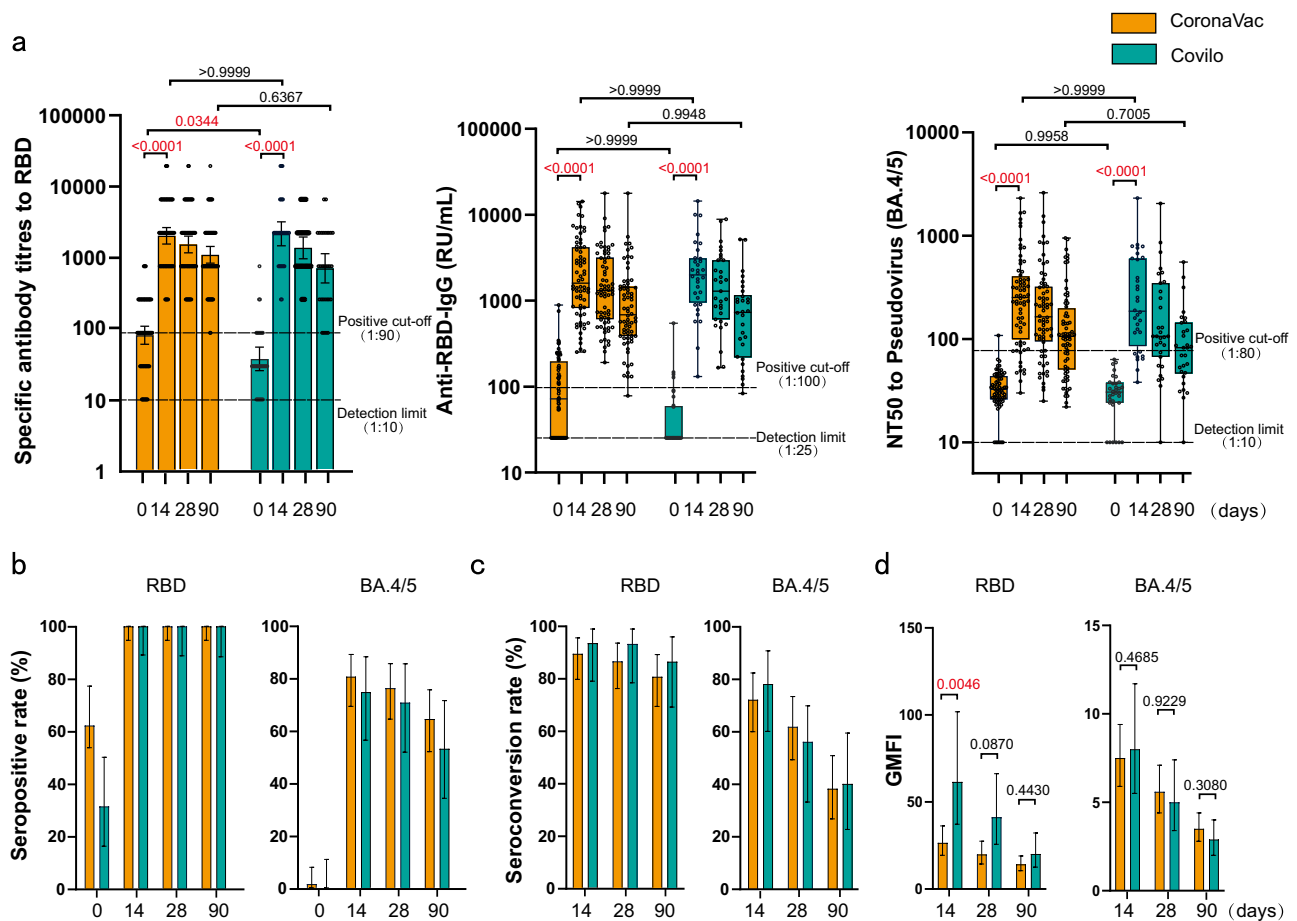 CoronaVac
Covilo
a
Specific antibody titres to RBD
100000
10000
1000
100
10
1
>0.9999
0.6367
0.0344
<0.0001
<0.0001
Positive cut-off
(1:90)
Detection limit
(1:10)
0 14 28 90
0 14 28 90
Anti-RBD-IgG (RU/mL)
100000
10000
1000
100
10
>0.9999
0.9948
>0.9999
<0.0001
<0.0001
Positive cut-off
(1:100)
Detection limit
(1:25)
0 14 28 90
0 14 28 90
NT50 to Pseudovirus (BA.4/5)
10000
1000
100
10
>0.9999
0.7005
0.9958
<0.0001
<0.0001
Positive cut-off
(1:80)
Detection limit
(1:10)
0 14 28 90
0 14 28 90
(days)
b
RBD
Seropositive rate (%)
100
80
60
40
20
0
0 14 28 90
BA.4/5
100
80
60
40
20
0
0 14 28 90
c
RBD
Seroconversion rate (%)
100
80
60
40
20
0
14 28 90
BA.4/5
100
80
60
40
20
0
14 28 90
d
RBD
GMFI
150
100
50
0
0.0046
0.0870
0.4430
14 28 90
BA.4/5
15
10
5
0
0.4685
0.9229
0.3080
14 28 90
(days)